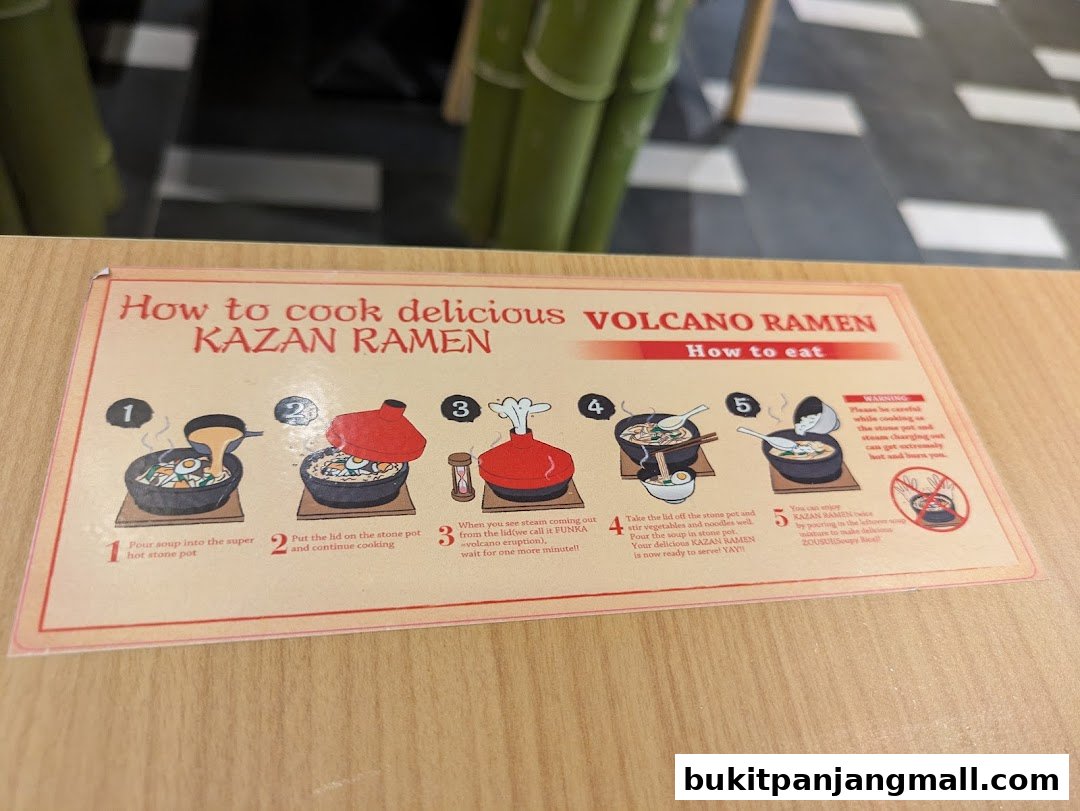 How to cook delicious
KAZAN RAMEN
VOLCANO RAMEN
How to eat
1
2
3
4
5
WARNING
Please be careful
while cooking as
the stone pot and
steam charging out
can get extremely
hot and burn you.
1 Pour soup into the super
hot stone pot
2 Put the lid on the stone pot
and continue cooking
3 When you see steam coming out
from the lid(we call it FUNKA
=volcano eruption),
wait for one more minute!!
4 Take the lid off the stone pot and
stir vegetables and noodles well.
Pour the soup in stone pot.
Your delicious KAZAN RAMEN
is now ready to serve! YAY!!
5 You can enjoy
KAZAN RAMEN twice
by pouring in the leftover soup
mixture to make delicious
ZOUSUI(Soupy Rice)!
bukitpanjangmall.com